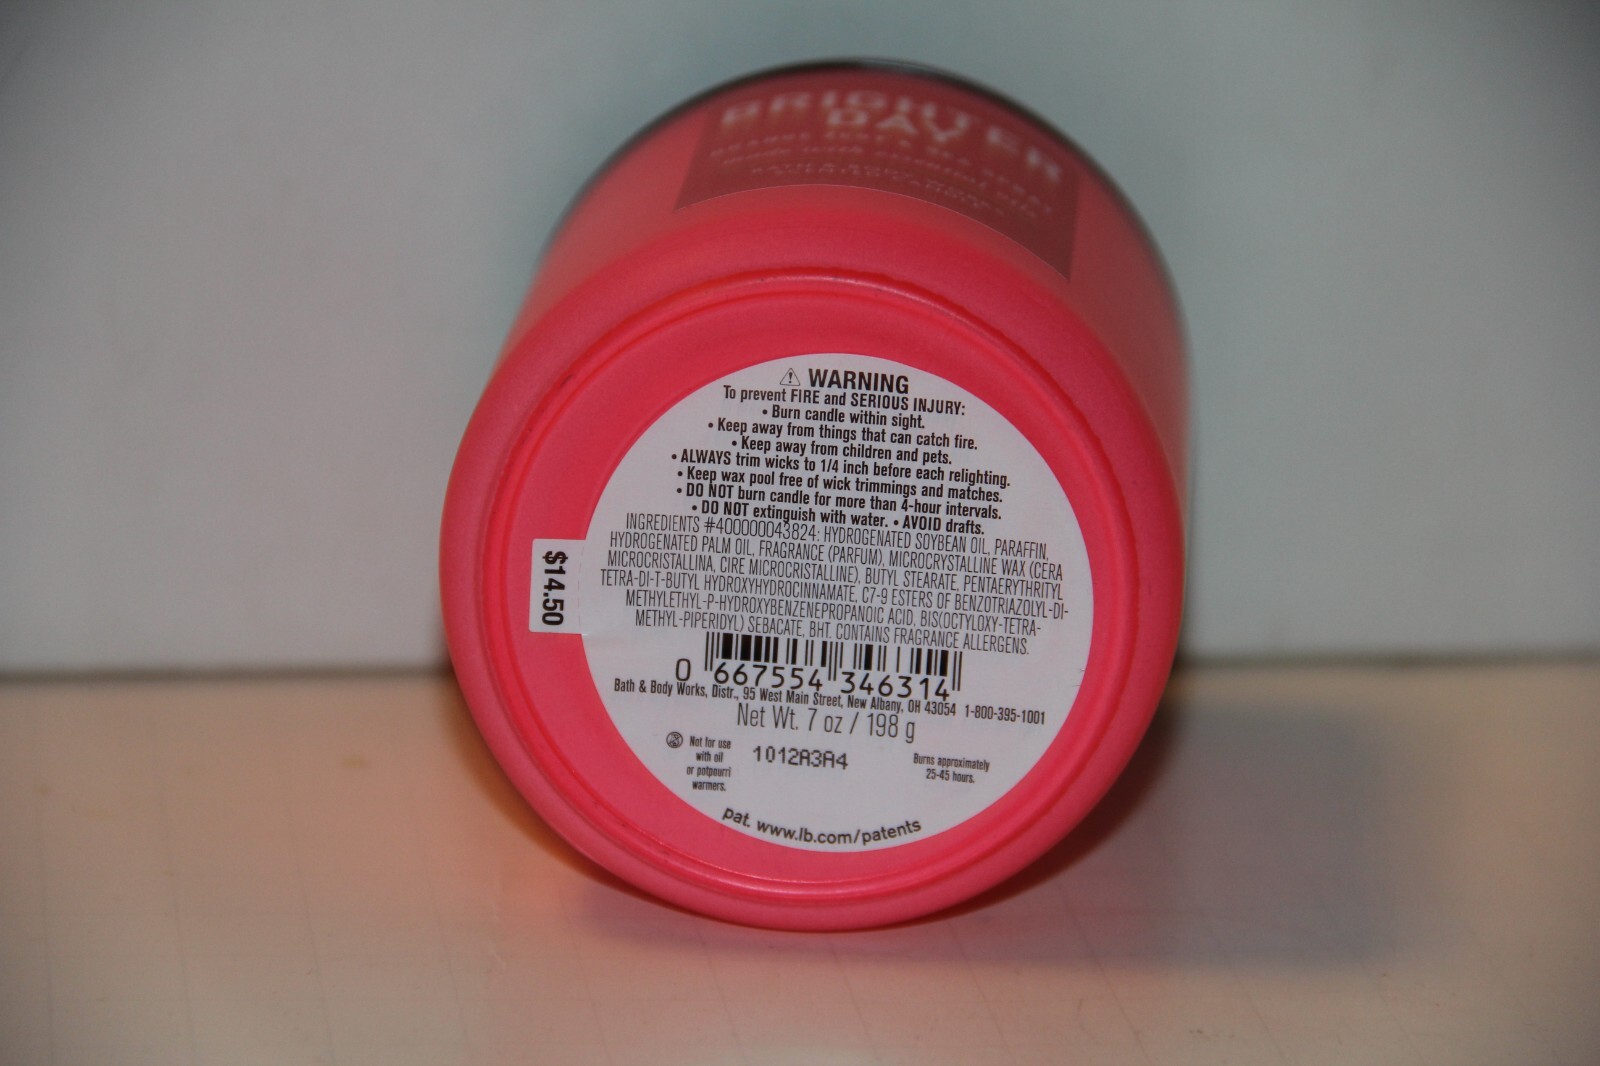 BRIGHTER
DAY
⚠ WARNING
To prevent FIRE and SERIOUS INJURY:
• Burn candle within sight.
• Keep away from things that can catch fire.
• Keep away from children and pets.
• ALWAYS trim wicks to 1/4 inch before each relighting.
• Keep wax pool free of wick trimmings and matches.
• DO NOT burn candle for more than 4-hour intervals.
• DO NOT extinguish with water. • AVOID drafts.
INGREDIENTS #400000043824: HYDROGENATED SOYBEAN OIL, PARAFFIN,
HYDROGENATED PALM OIL, FRAGRANCE (PARFUM), MICROCRYSTALLINE WAX (CERA
MICROCRISTALLINA, CIRE MICROCRISTALLINE), BUTYL STEARATE, PENTAERYTHRITYL
TETRA-DI-T-BUTYL HYDROXYHYDROCINNAMATE, C7-9 ESTERS OF BENZOTRIAZOLYL-DI-
METHYLETHYL-P-HYDROXYBENZENEPROPANOIC ACID, BIS(OCTYLOXY-TETRA-
METHYL-PIPERIDYL) SEBACATE, BHT. CONTAINS FRAGRANCE ALLERGENS.
$14.50
0 667554 346314
Bath & Body Works, Distr., 95 West Main Street, New Albany, OH 43054 1-800-395-1001
Net Wt. 7 oz / 198 g
Not for use
with oil
or potpourri
warmers.
1012A3A4
Burns approximately
25-45 hours.
pat. www.lb.com/patents